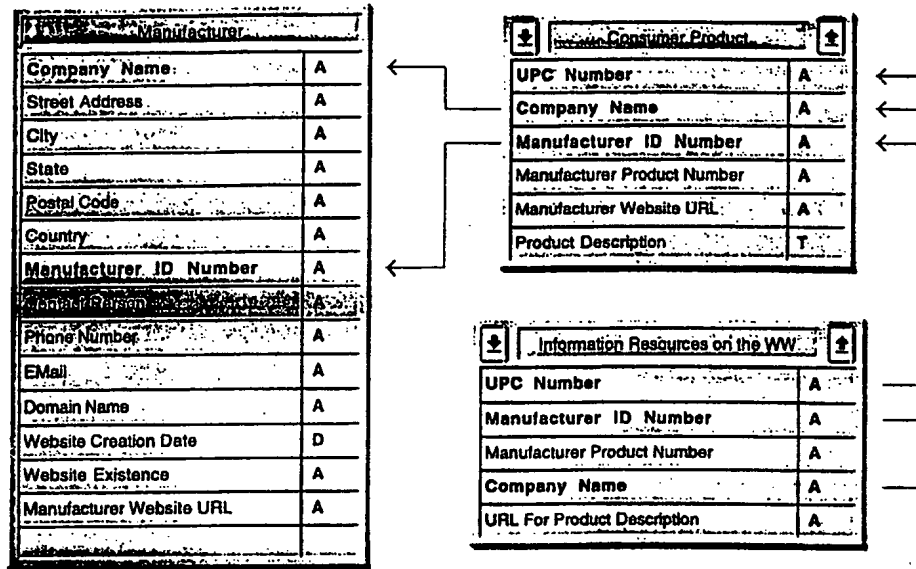 Manufacturer
Company Name A
Street Address A
City A
State A
Postal Code A
Country A
Manufacturer ID Number A
Contact Person A
Phone Number A
EMail A
Domain Name A
Website Creation Date D
Website Existence A
Manufacturer Website URL A
Consumer Product
UPC Number A
Company Name A
Manufacturer ID Number A
Manufacturer Product Number A
Manufacturer Website URL A
Product Description T
Information Resources on the WW
UPC Number A
Manufacturer ID Number A
Manufacturer Product Number A
Company Name A
URL For Product Description A